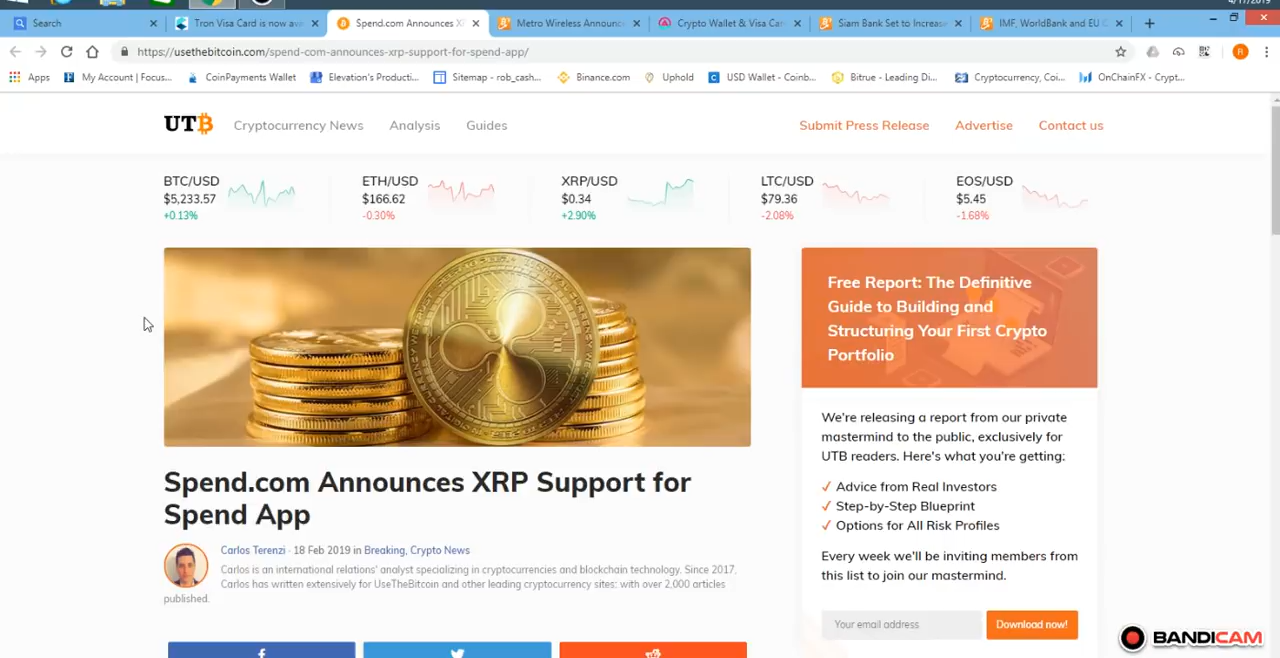 4/17/2019
Search
Tron Visa Card is now ava
Spend.com Announces XR
Metro Wireless Announc
Crypto Wallet & Visa Car
Siam Bank Set to Increase
IMF, WorldBank and EU C
https://usethebitcoin.com/spend-com-announces-xrp-support-for-spend-app/
R
Apps
My Account | Focus...
CoinPayments Wallet
Elevation's Producti...
Sitemap - rob_cash...
Binance.com
Uphold
USD Wallet - Coinb...
Bitrue - Leading Di...
Cryptocurrency, Coi...
OnChainFX - Crypt...
UTB
Cryptocurrency News
Analysis
Guides
Submit Press Release
Advertise
Contact us
BTC/USD
$5,233.57
+0.13%
ETH/USD
$166.62
-0.30%
XRP/USD
$0.34
+2.90%
LTC/USD
$79.36
-2.08%
EOS/USD
$5.45
-1.68%
Spend.com Announces XRP Support for
Spend App
Carlos Terenzi · 18 Feb 2019 in Breaking, Crypto News
Carlos is an international relations' analyst specializing in cryptocurrencies and blockchain technology. Since 2017,
Carlos has written extensively for UseTheBitcoin and other leading cryptocurrency sites; with over 2,000 articles
published.
Free Report: The Definitive
Guide to Building and
Structuring Your First Crypto
Portfolio
We're releasing a report from our private
mastermind to the public, exclusively for
UTB readers. Here's what you're getting:
✓ Advice from Real Investors
✓ Step-by-Step Blueprint
✓ Options for All Risk Profiles
Every week we'll be inviting members from
this list to join our mastermind.
Your email address
Download now!
BANDICAM